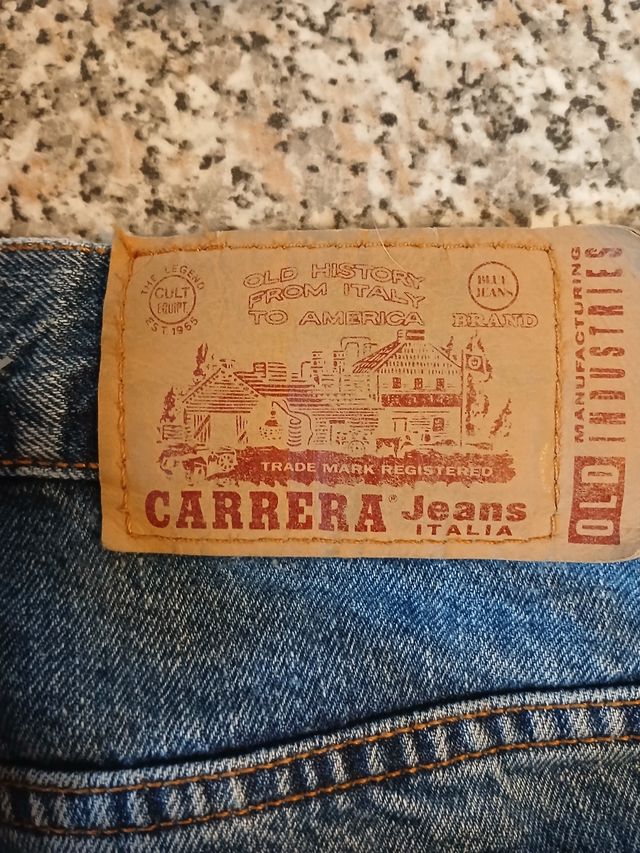 THE LEGEND
CULT
EQUIPT.
EST. 1965
OLD HISTORY
FROM ITALY
TO AMERICA
BLUE
JEANS
BRAND
TRADE MARK REGISTERED
CARRERA® Jeans
ITALIA
MANUFACTURING
OLD INDUSTRIES